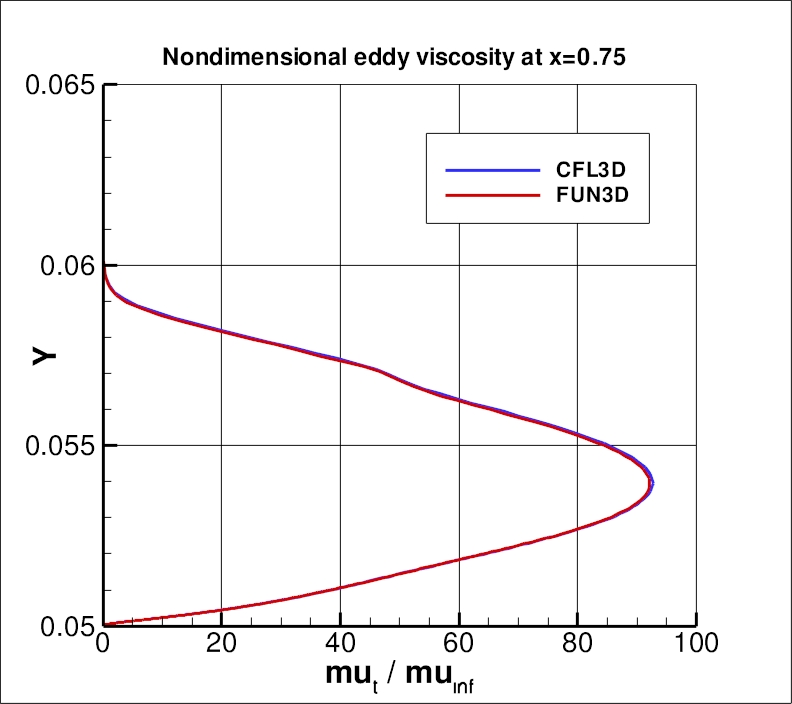 Nondimensional eddy viscosity at x=0.75
0.065
CFL3D
FUN3D
0.06
Y
0.055
0.05
0 20 40 60 80 100
mu_t / mu_inf